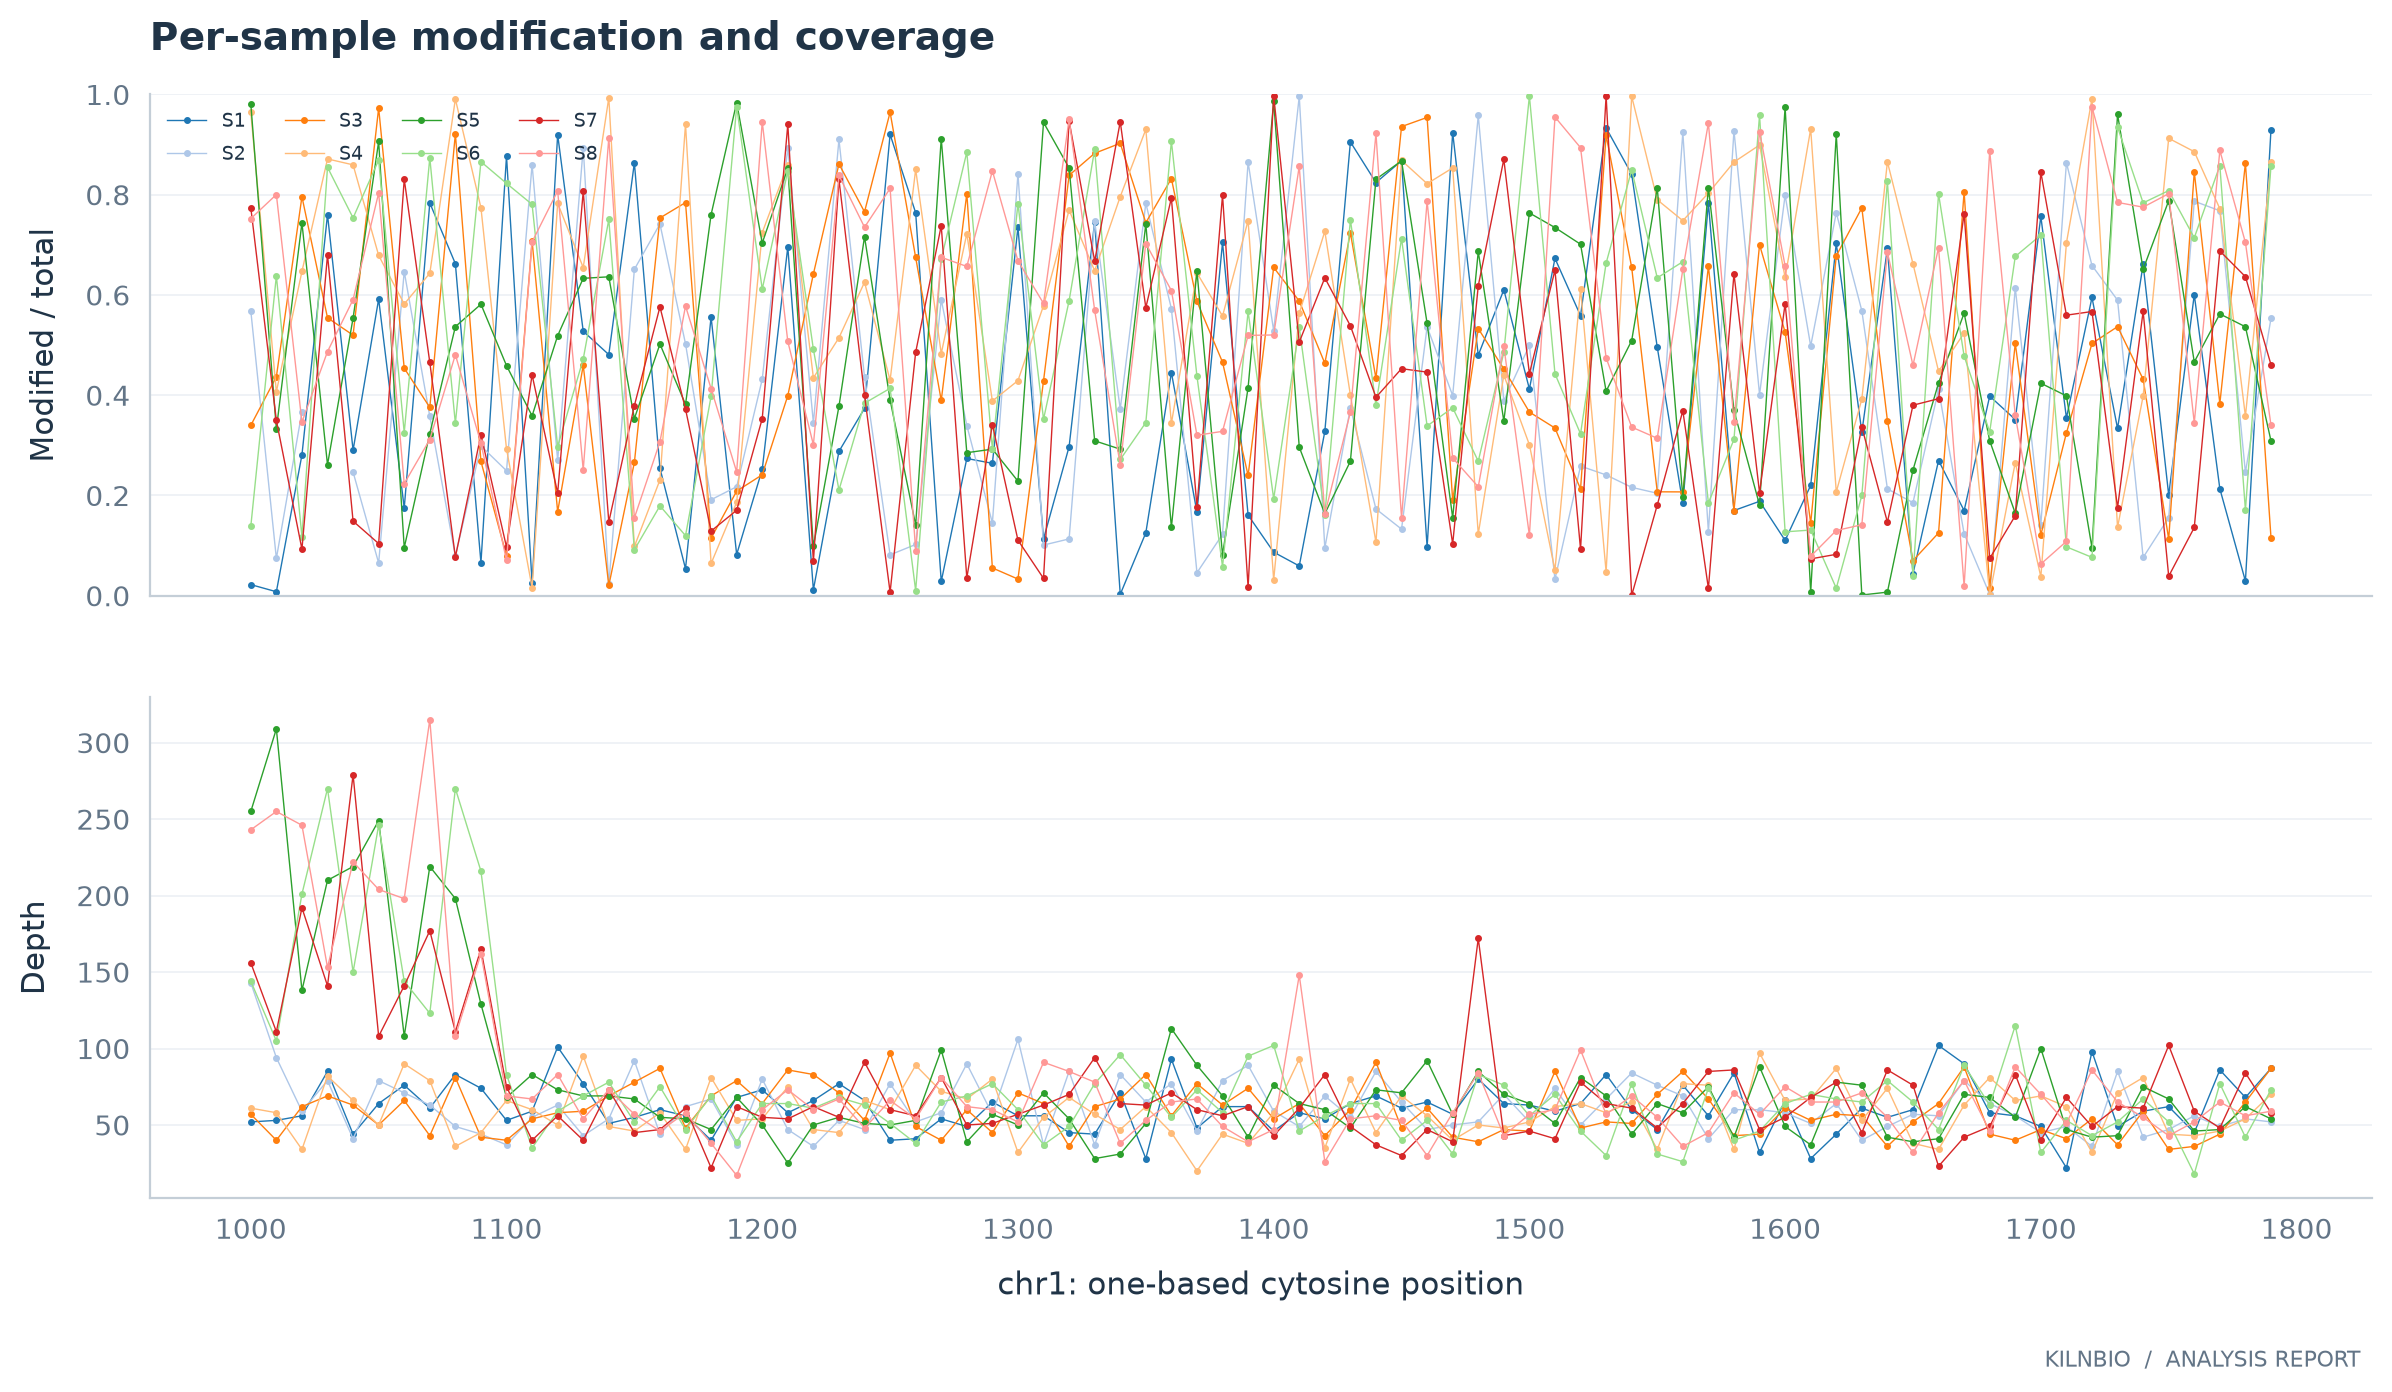 Per-sample modification and coverage
1.0
0.8
0.6
0.4
0.2
0.0
Modified / total
S1 S3 S5 S7
S2 S4 S6 S8
300
250
200
150
100
50
Depth
1000 1100 1200 1300 1400 1500 1600 1700 1800
chr1: one-based cytosine position
KILNBIO / ANALYSIS REPORT